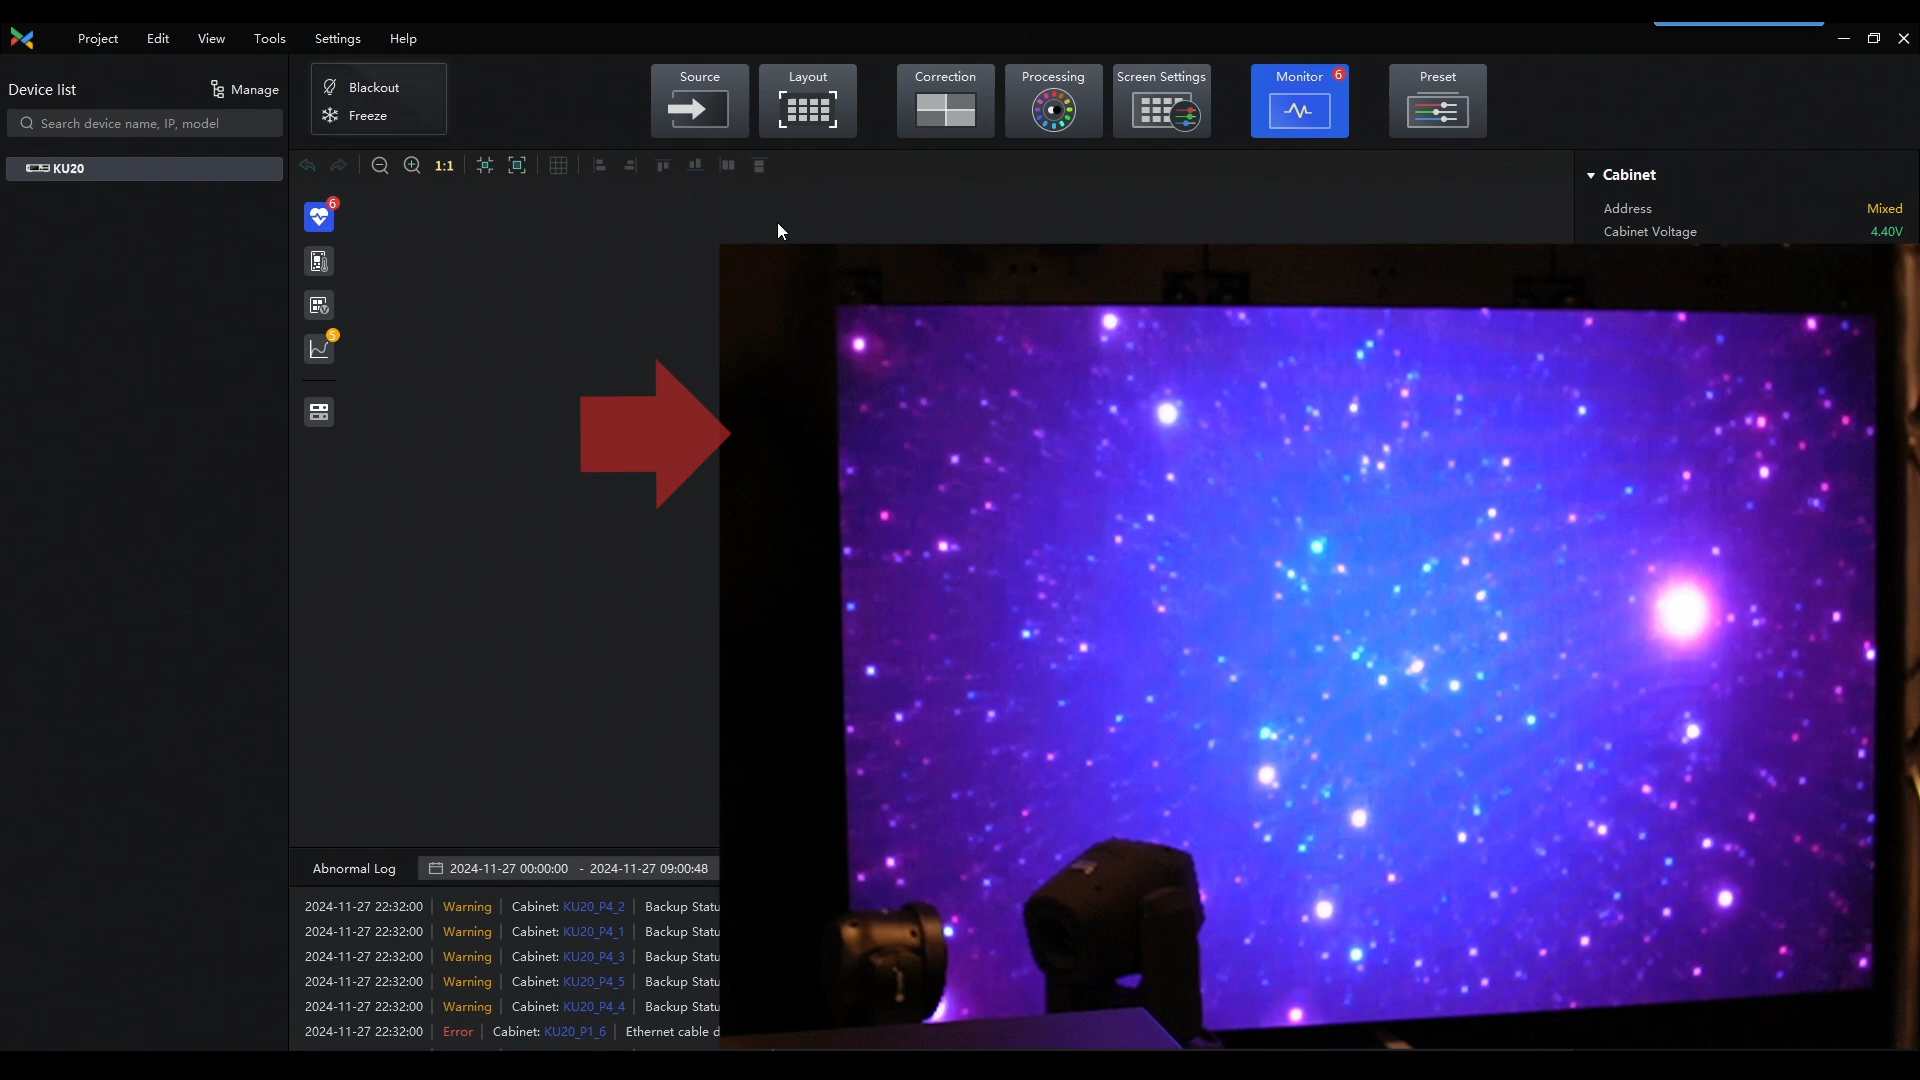 Project Edit View Tools Settings Help
Device list Manage
Search device name, IP, model
KU20
Blackout
Freeze
Source Layout Correction Processing Screen Settings Monitor 6 Preset
1:1
6
5
Cabinet
Address Mixed
Cabinet Voltage 4.40V
Abnormal Log 2024-11-27 00:00:00 - 2024-11-27 09:00:48
2024-11-27 22:32:00 Warning Cabinet: KU20_P4_2 Backup Statu
2024-11-27 22:32:00 Warning Cabinet: KU20_P4_1 Backup Statu
2024-11-27 22:32:00 Warning Cabinet: KU20_P4_3 Backup Statu
2024-11-27 22:32:00 Warning Cabinet: KU20_P4_5 Backup Statu
2024-11-27 22:32:00 Warning Cabinet: KU20_P4_4 Backup Statu
2024-11-27 22:32:00 Error Cabinet: KU20_P1_6 Ethernet cable d